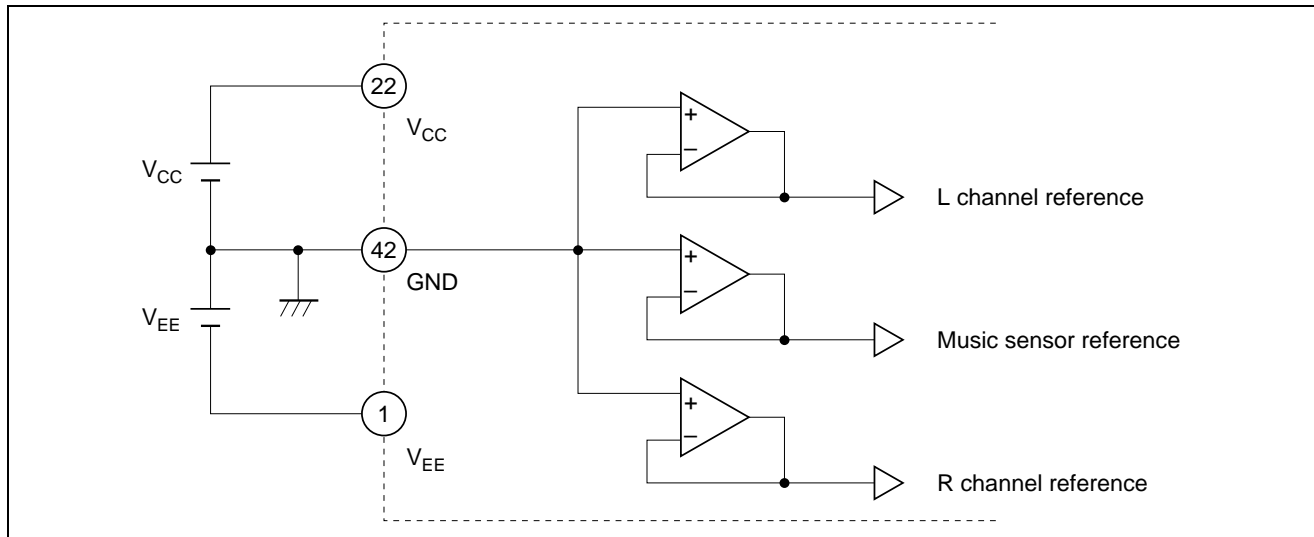 22
V_CC
V_CC
+
−
L channel reference
42
GND
+
−
V_EE
Music sensor reference
1
V_EE
+
−
R channel reference